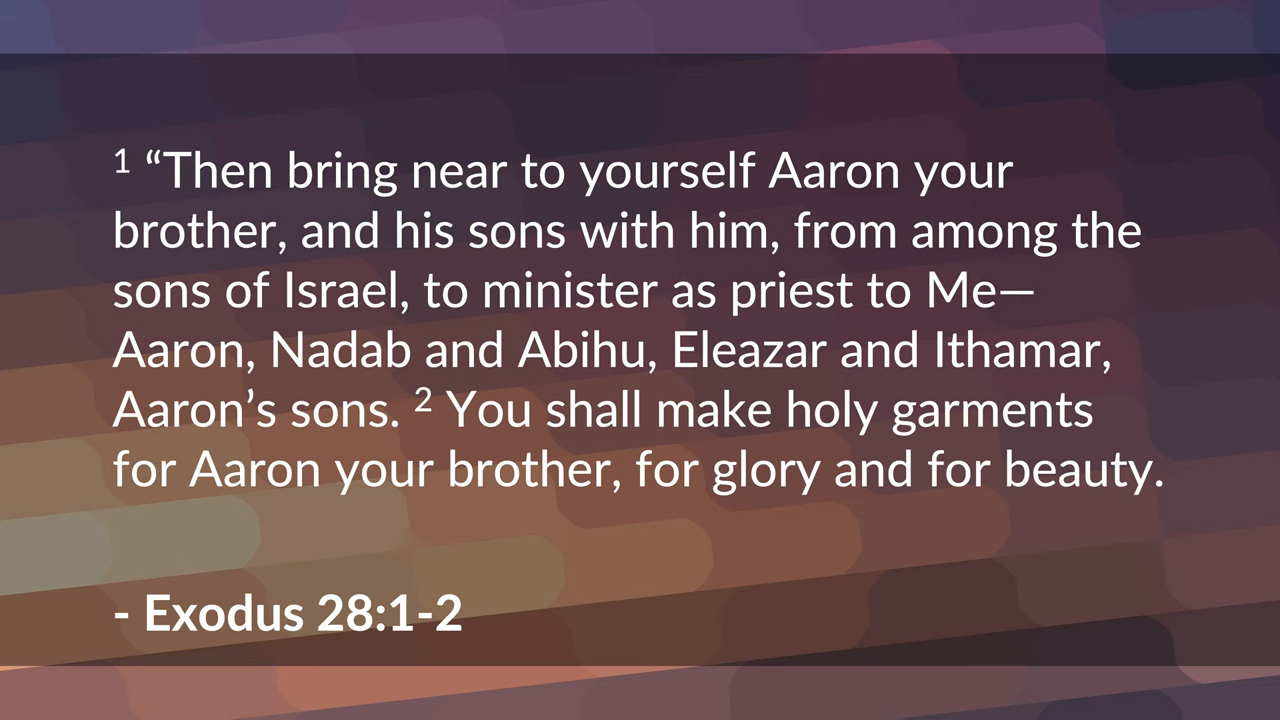 ¹ “Then bring near to yourself Aaron your
brother, and his sons with him, from among the
sons of Israel, to minister as priest to Me—
Aaron, Nadab and Abihu, Eleazar and Ithamar,
Aaron’s sons. ² You shall make holy garments
for Aaron your brother, for glory and for beauty.
- Exodus 28:1-2